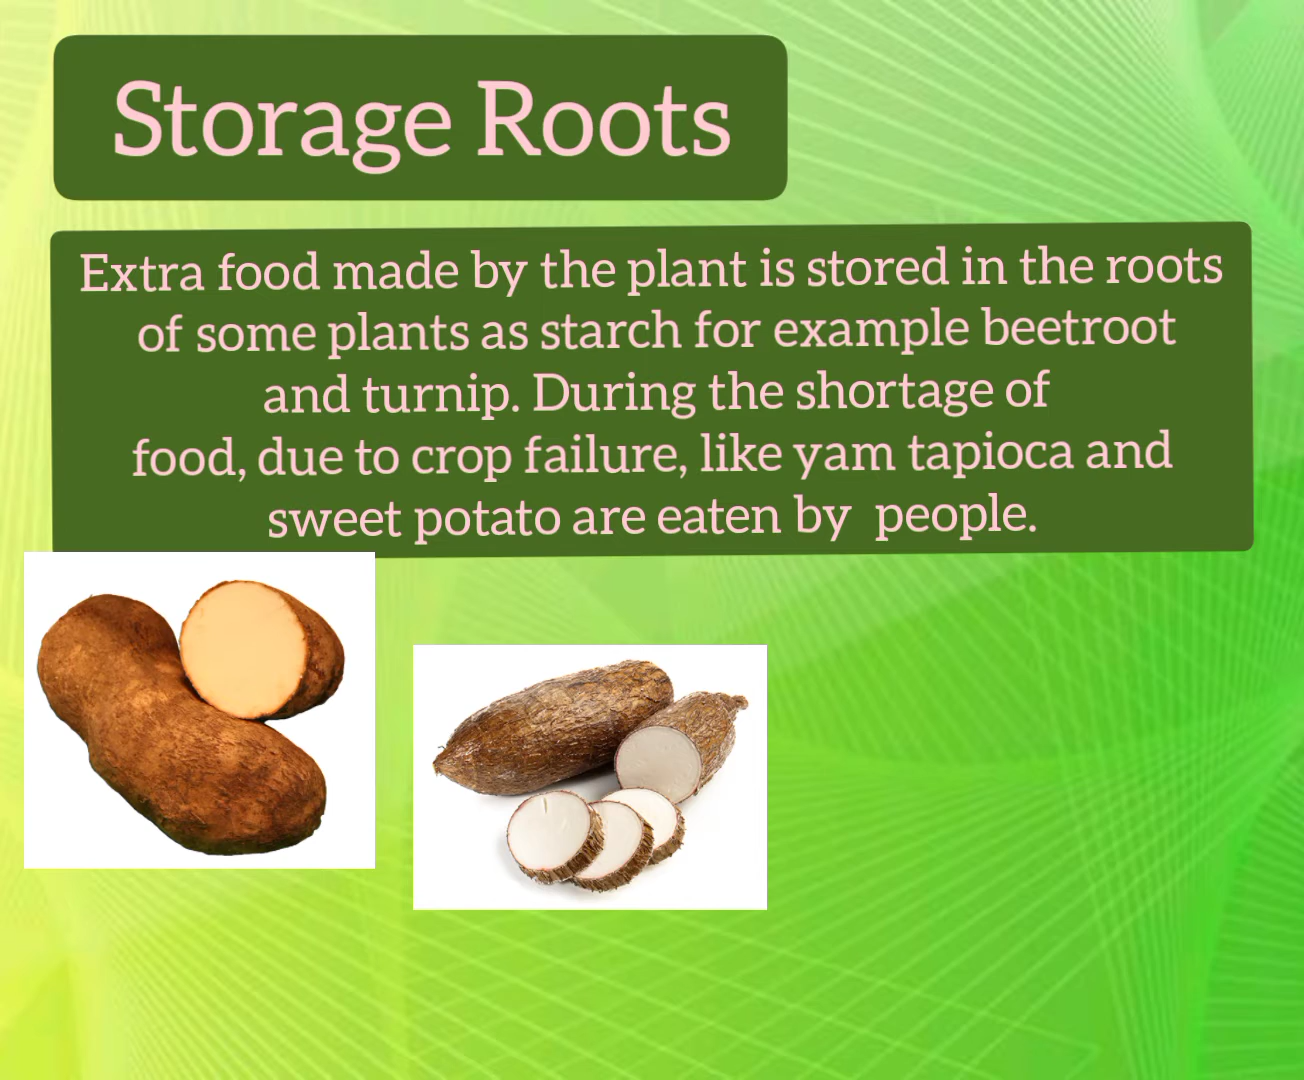 Storage Roots
Extra food made by the plant is stored in the roots
of some plants as starch for example beetroot
and turnip. During the shortage of
food, due to crop failure, like yam tapioca and
sweet potato are eaten by people.